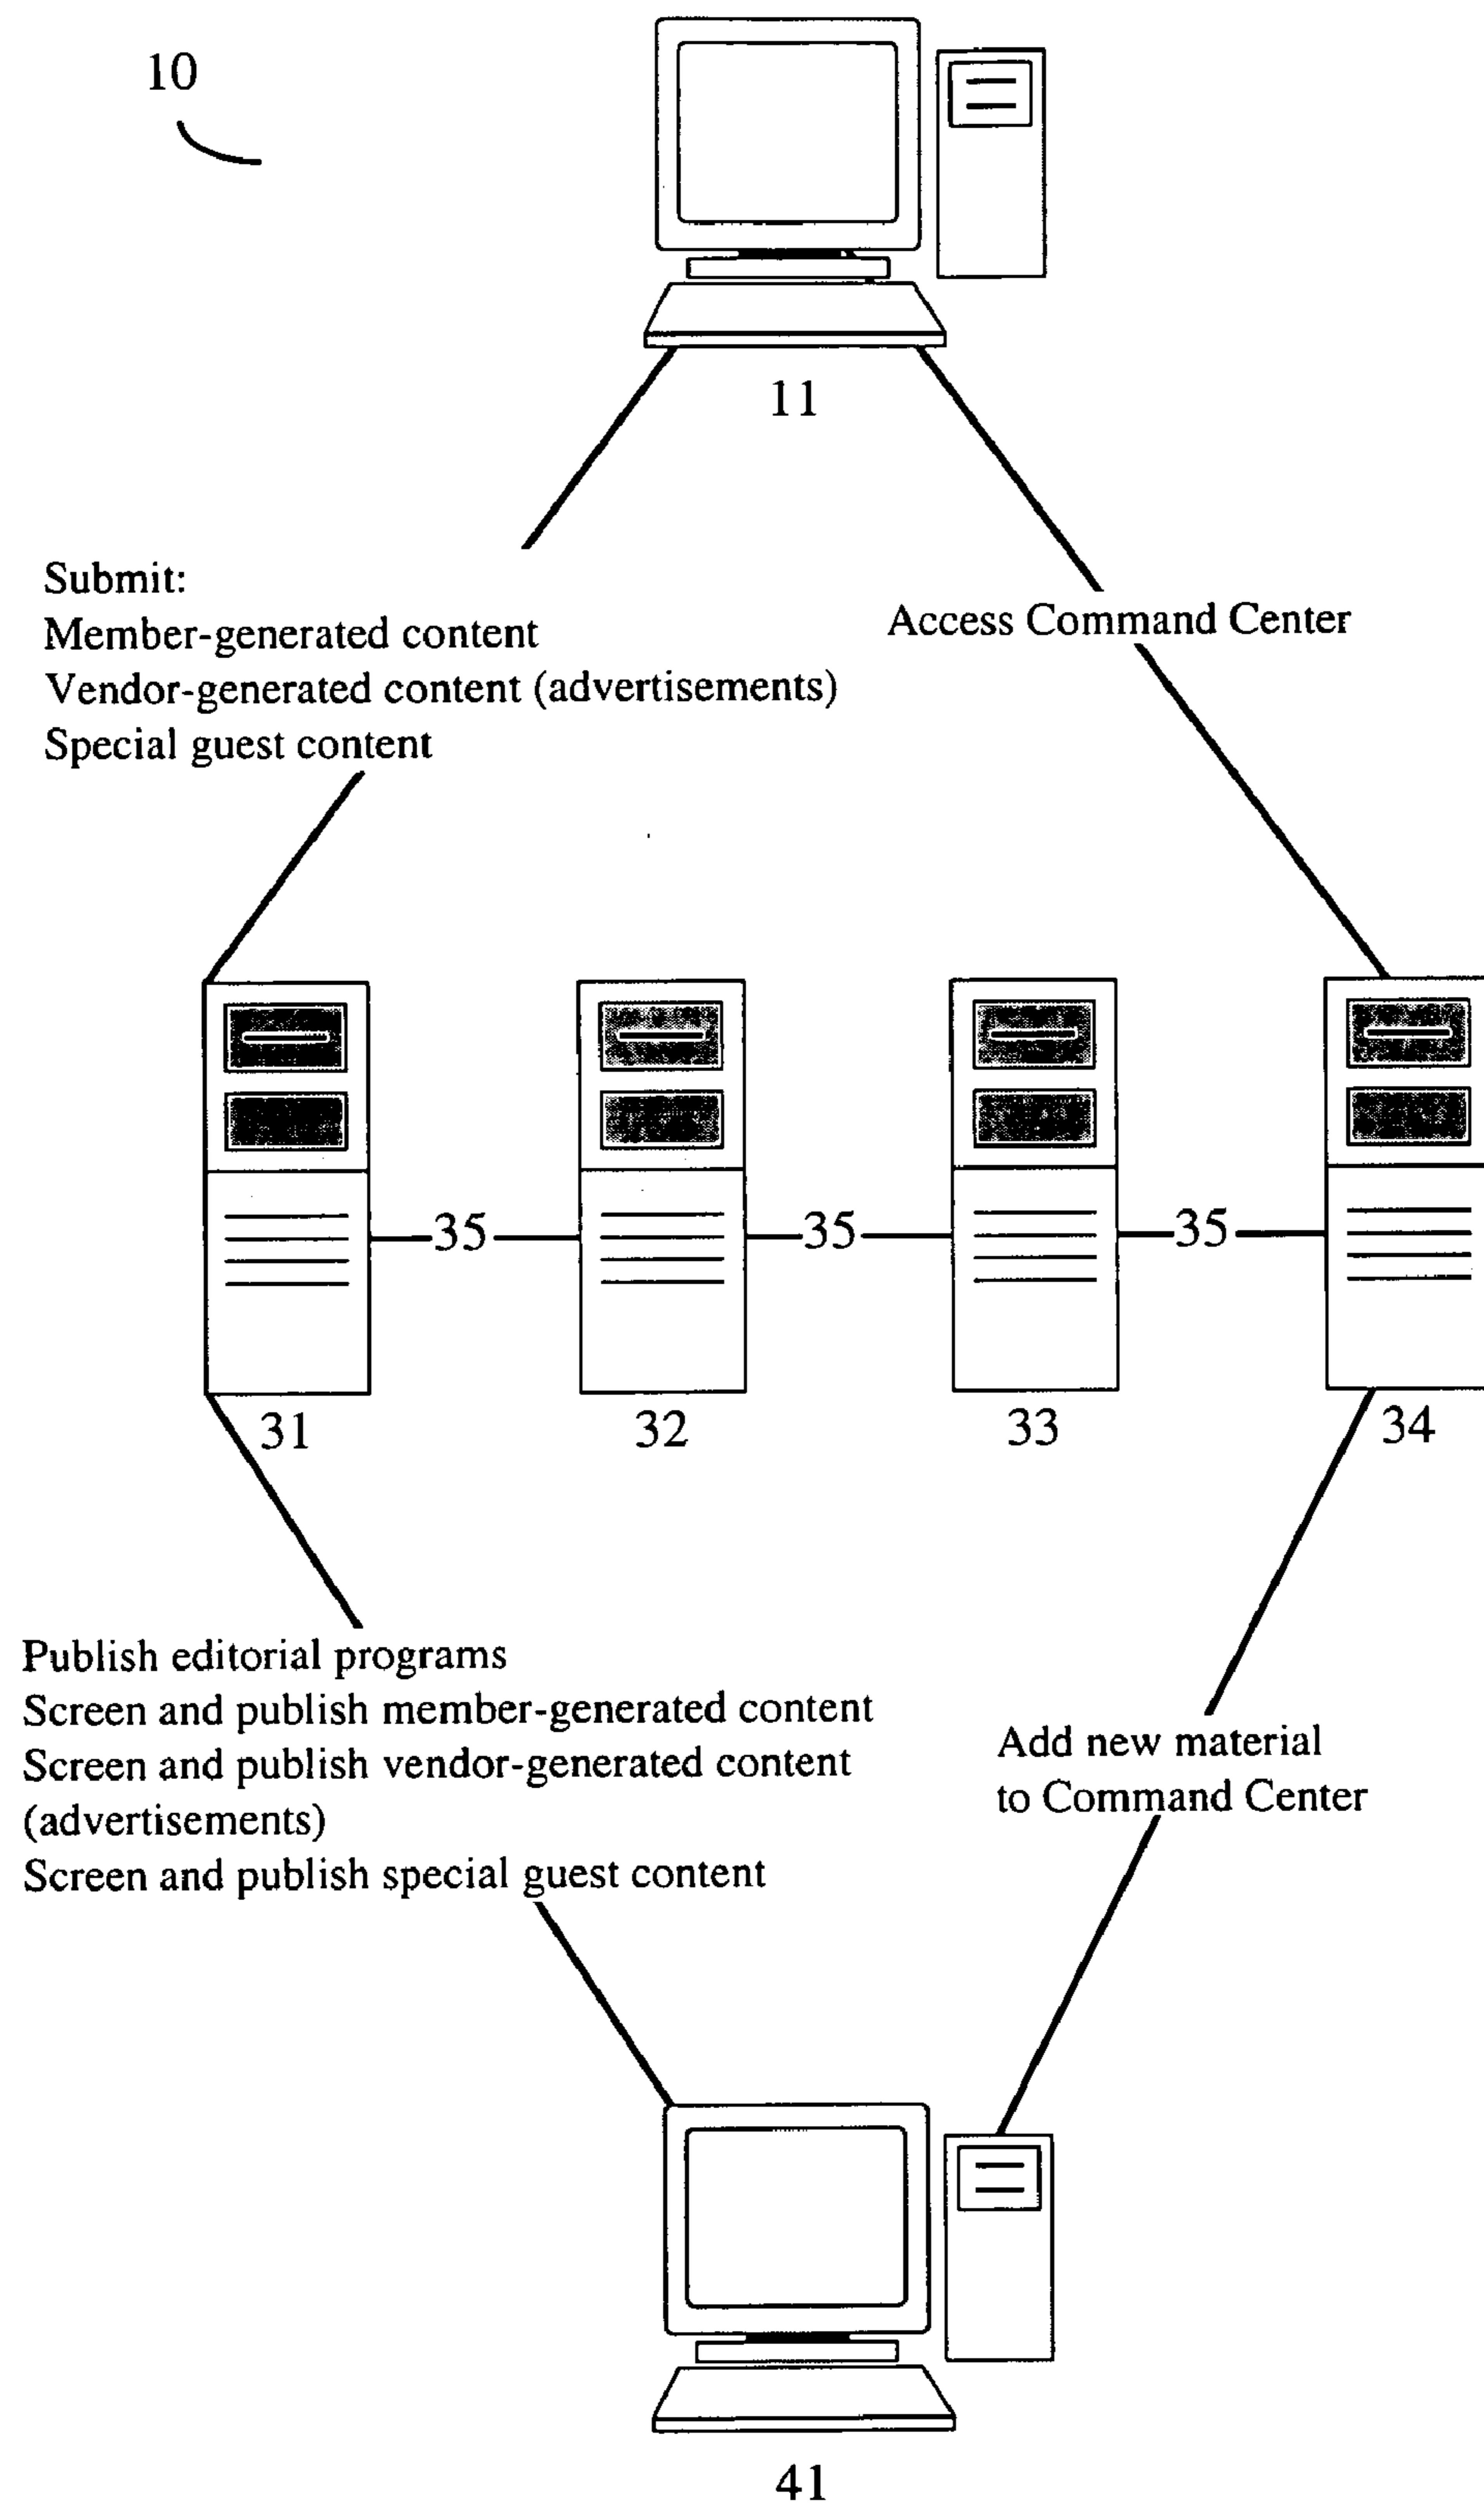 10
11
Submit:
Member-generated content
Vendor-generated content (advertisements)
Special guest content
Access Command Center
35
35
35
31
32
33
34
Publish editorial programs
Screen and publish member-generated content
Screen and publish vendor-generated content
(advertisements)
Screen and publish special guest content
Add new material
to Command Center
41